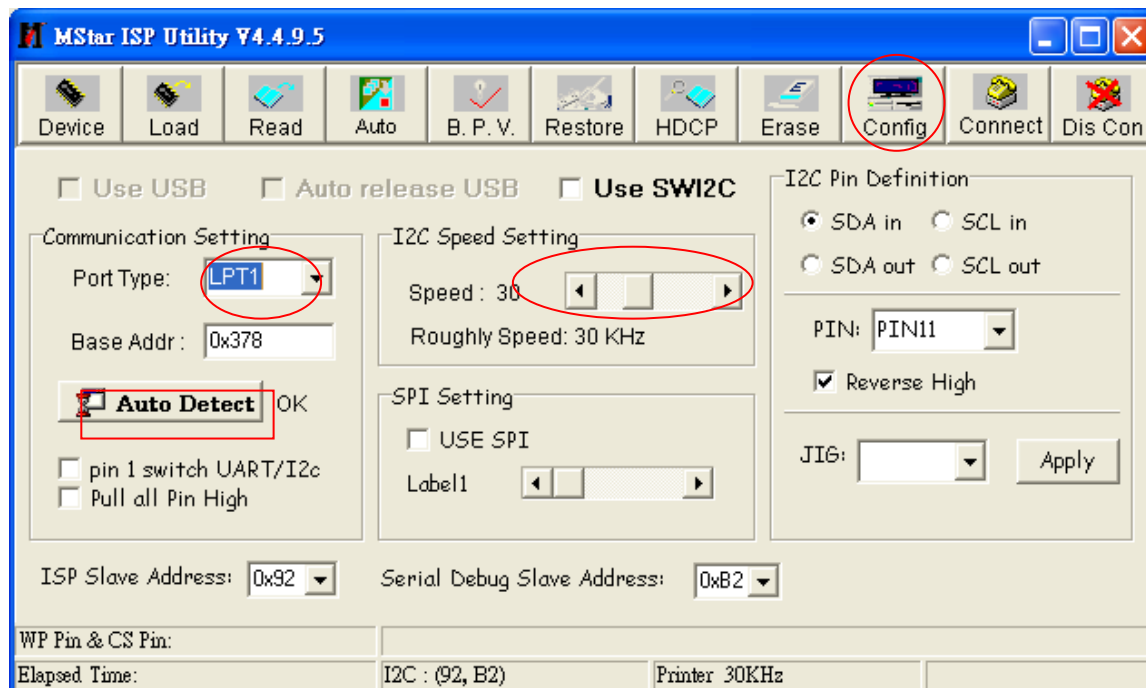 MStar ISP Utility V4.4.9.5
Device Load Read Auto B. P. V. Restore HDCP Erase Config Connect Dis Con
Use USB Auto release USB Use SWI2C
Communication Setting
Port Type: LPT1
Base Addr : 0x378
Auto Detect OK
pin 1 switch UART/I2c
Pull all Pin High
I2C Speed Setting
Speed : 30
Roughly Speed: 30 KHz
SPI Setting
USE SPI
Label1
I2C Pin Definition
SDA in SCL in
SDA out SCL out
PIN: PIN11
Reverse High
JIG: Apply
ISP Slave Address: 0x92 Serial Debug Slave Address: 0xB2
WP Pin & CS Pin:
Elapsed Time: I2C : (92, B2) Printer 30KHz